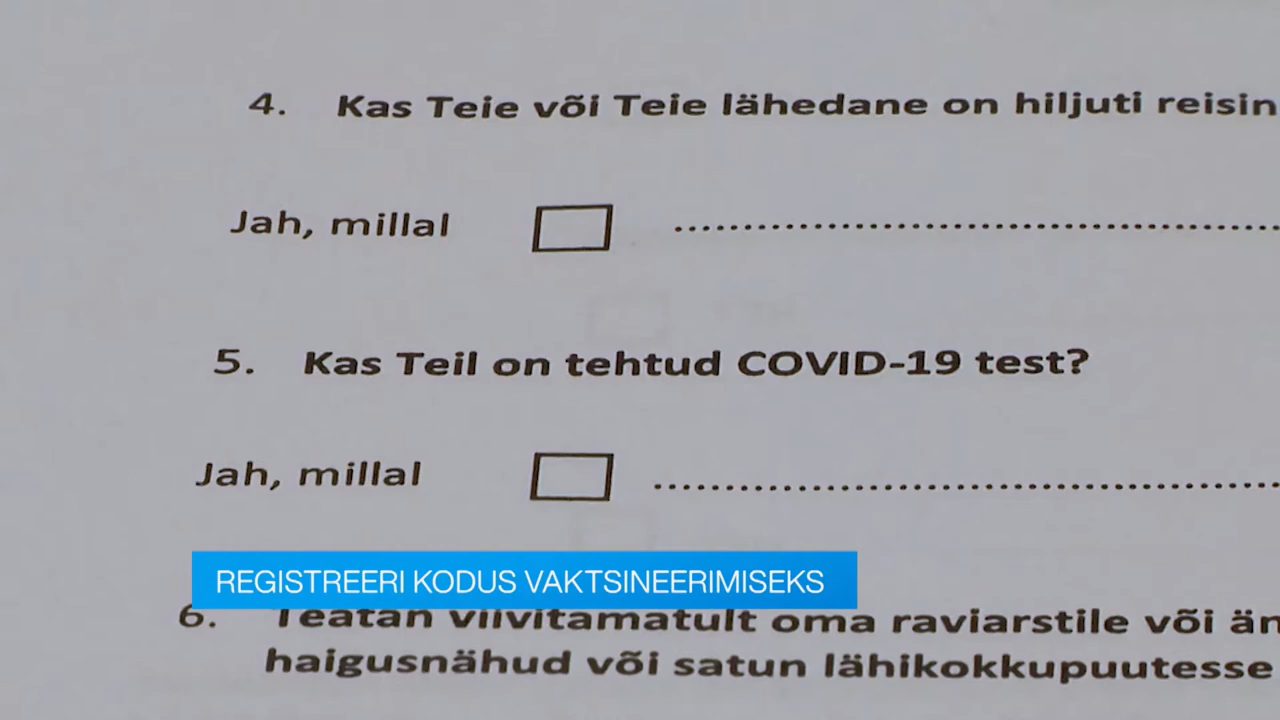 4. Kas Teie või Teie lähedane on hiljuti reisin
Jah, millal
5. Kas Teil on tehtud COVID-19 test?
Jah, millal
REGISTREERI KODUS VAKTSINEERIMISEKS
6. Teatan viivitamatult oma raviarstile või än
haigusnähud või satun lähikokkupuutesse